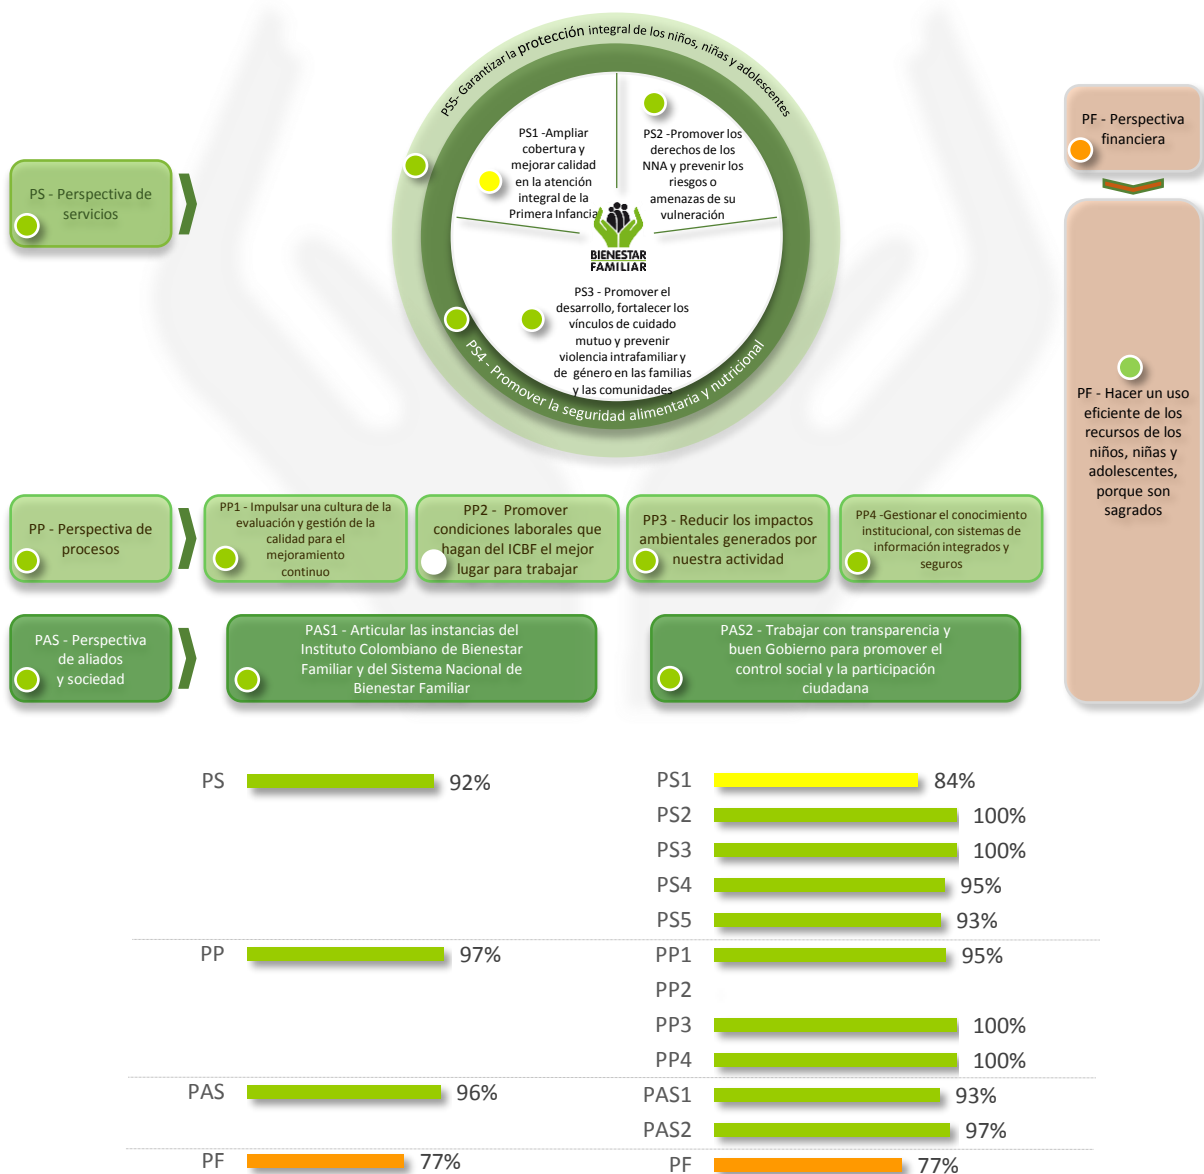 PS5- Garantizar la protección integral de los niños, niñas y adolescentes
PS - Perspectiva de
servicios
PS1 -Ampliar
cobertura y
mejorar calidad
en la atención
integral de la
Primera Infancia
PS2 -Promover los
derechos de los
NNA y prevenir los
riesgos o
amenazas de su
vulneración
BIENESTAR
FAMILIAR
PS3 - Promover el
desarrollo, fortalecer los
vínculos de cuidado
mutuo y prevenir
violencia intrafamiliar y
de género en las familias
y las comunidades
PS4 - Promover la seguridad alimentaria y nutricional
PF - Perspectiva
financiera
PF - Hacer un uso
eficiente de los
recursos de los
niños, niñas y
adolescentes,
porque son
sagrados
PP - Perspectiva de
procesos
PP1 - Impulsar una cultura de la
evaluación y gestión de la
calidad para el
mejoramiento
continuo
PP2 - Promover
condiciones laborales que
hagan del ICBF el mejor
lugar para trabajar
PP3 - Reducir los impactos
ambientales generados por
nuestra actividad
PP4 -Gestionar el conocimiento
institucional, con sistemas de
información integrados y
seguros
PAS - Perspectiva
de aliados
y sociedad
PAS1 - Articular las instancias del
Instituto Colombiano de Bienestar
Familiar y del Sistema Nacional de
Bienestar Familiar
PAS2 - Trabajar con transparencia y
buen Gobierno para promover el
control social y la participación
ciudadana
PS 92%
PS1 84%
PS2 100%
PS3 100%
PS4 95%
PS5 93%
PP 97%
PP1 95%
PP2
PP3 100%
PP4 100%
PAS 96%
PAS1 93%
PAS2 97%
PF 77%
PF 77%